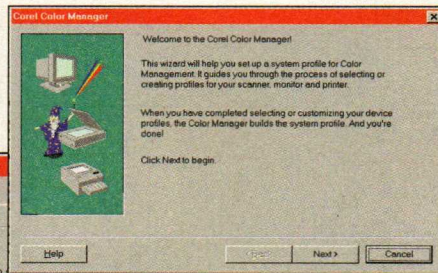 Corel Color Manager
Welcome to the Corel Color Manager!
This wizard will help you set up a system profile for Color
Management. It guides you through the process of selecting or
creating profiles for your scanner, monitor and printer.
When you have completed selecting or customizing your device
profiles, the Color Manager builds the system profile. And you're
done!
Click Next to begin.
Help
Next >
Cancel